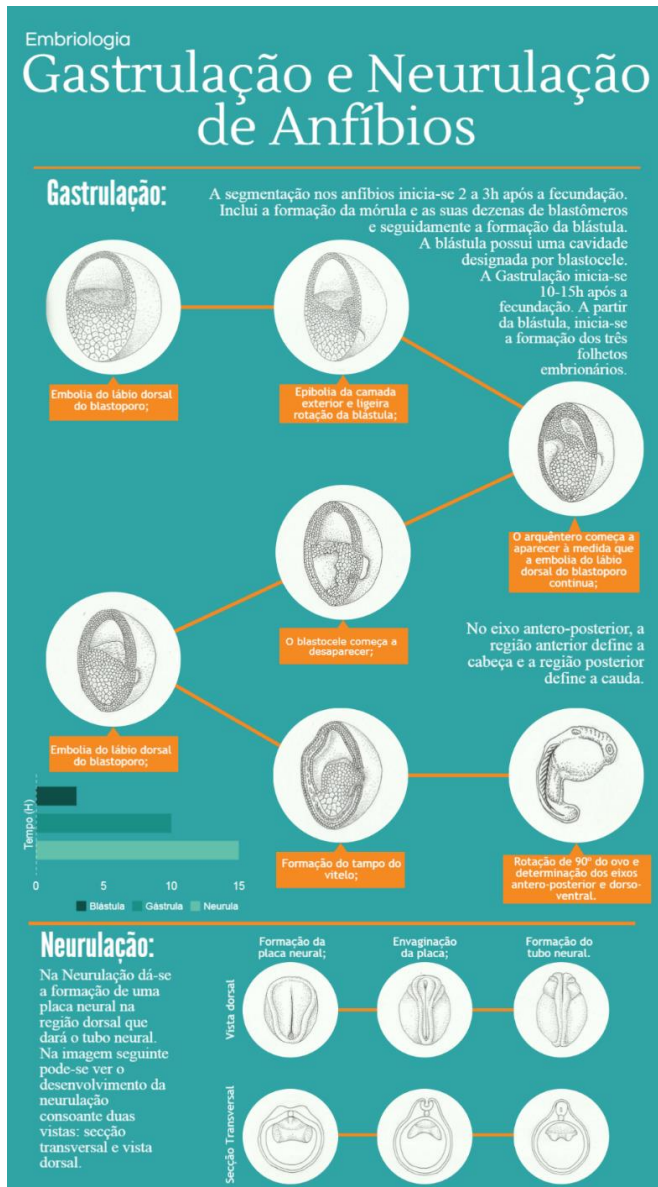 Embriologia
Gastrulação e Neurulação
de Anfíbios
Gastrulação:
A segmentação nos anfíbios inicia-se 2 a 3h após a fecundação.
Inclui a formação da mórula e as suas dezenas de blastômeros
e seguidamente a formação da blástula.
A blástula possui uma cavidade
designada por blastocele.
A Gastrulação inicia-se
10-15h após a
fecundação. A partir
da blástula, inicia-se
a formação dos três
folhetos
embrionários.
Embolia do lábio dorsal
do blastoporo;
Epibolia da camada
exterior e ligeira
rotação da blástula;
O arquêntero começa a
aparecer à medida que
a embolia do lábio
dorsal do blastoporo
continua;
O blastocele começa a
desaparecer;
No eixo antero-posterior, a
região anterior define a
cabeça e a região posterior
define a cauda.
Embolia do lábio dorsal
do blastoporo;
Formação do tampo do
vitelo;
Rotação de 90º do ovo e
determinação dos eixos
antero-posterior e dorso-
ventral.
Tempo (H)
0 5 10 15
Blástula Gástrula Neurula
Neurulação:
Na Neurulação dá-se
a formação de uma
placa neural na
região dorsal que
dará o tubo neural.
Na imagem seguinte
pode-se ver o
desenvolvimento da
neurulação
consoante duas
vistas: secção
transversal e vista
dorsal.
Formação da
placa neural;
Envaginação
da placa;
Formação do
tubo neural.
Vista dorsal
Secção Transversal